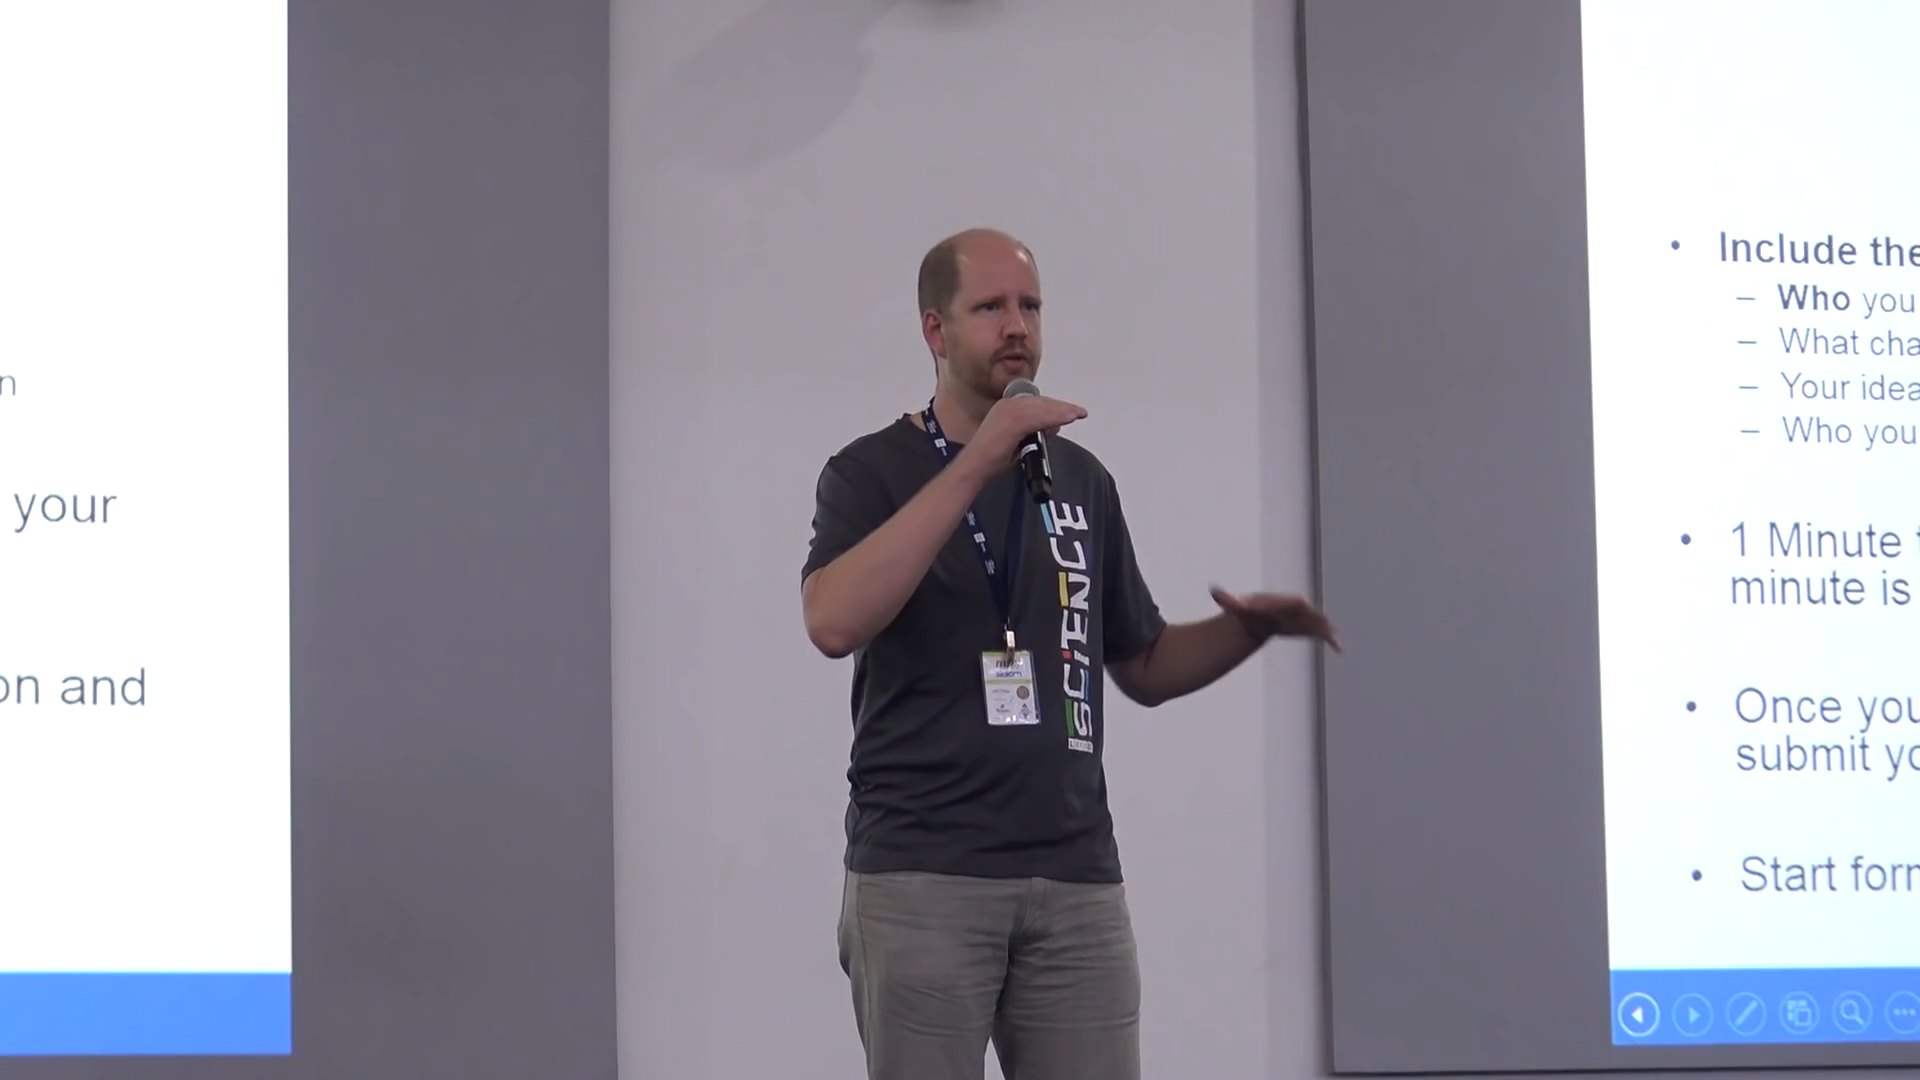 n
your
on and
SCIENCE
• Include the
– Who you
– What cha
– Your idea
– Who you
• 1 Minute
minute is
• Once you
submit yo
• Start form